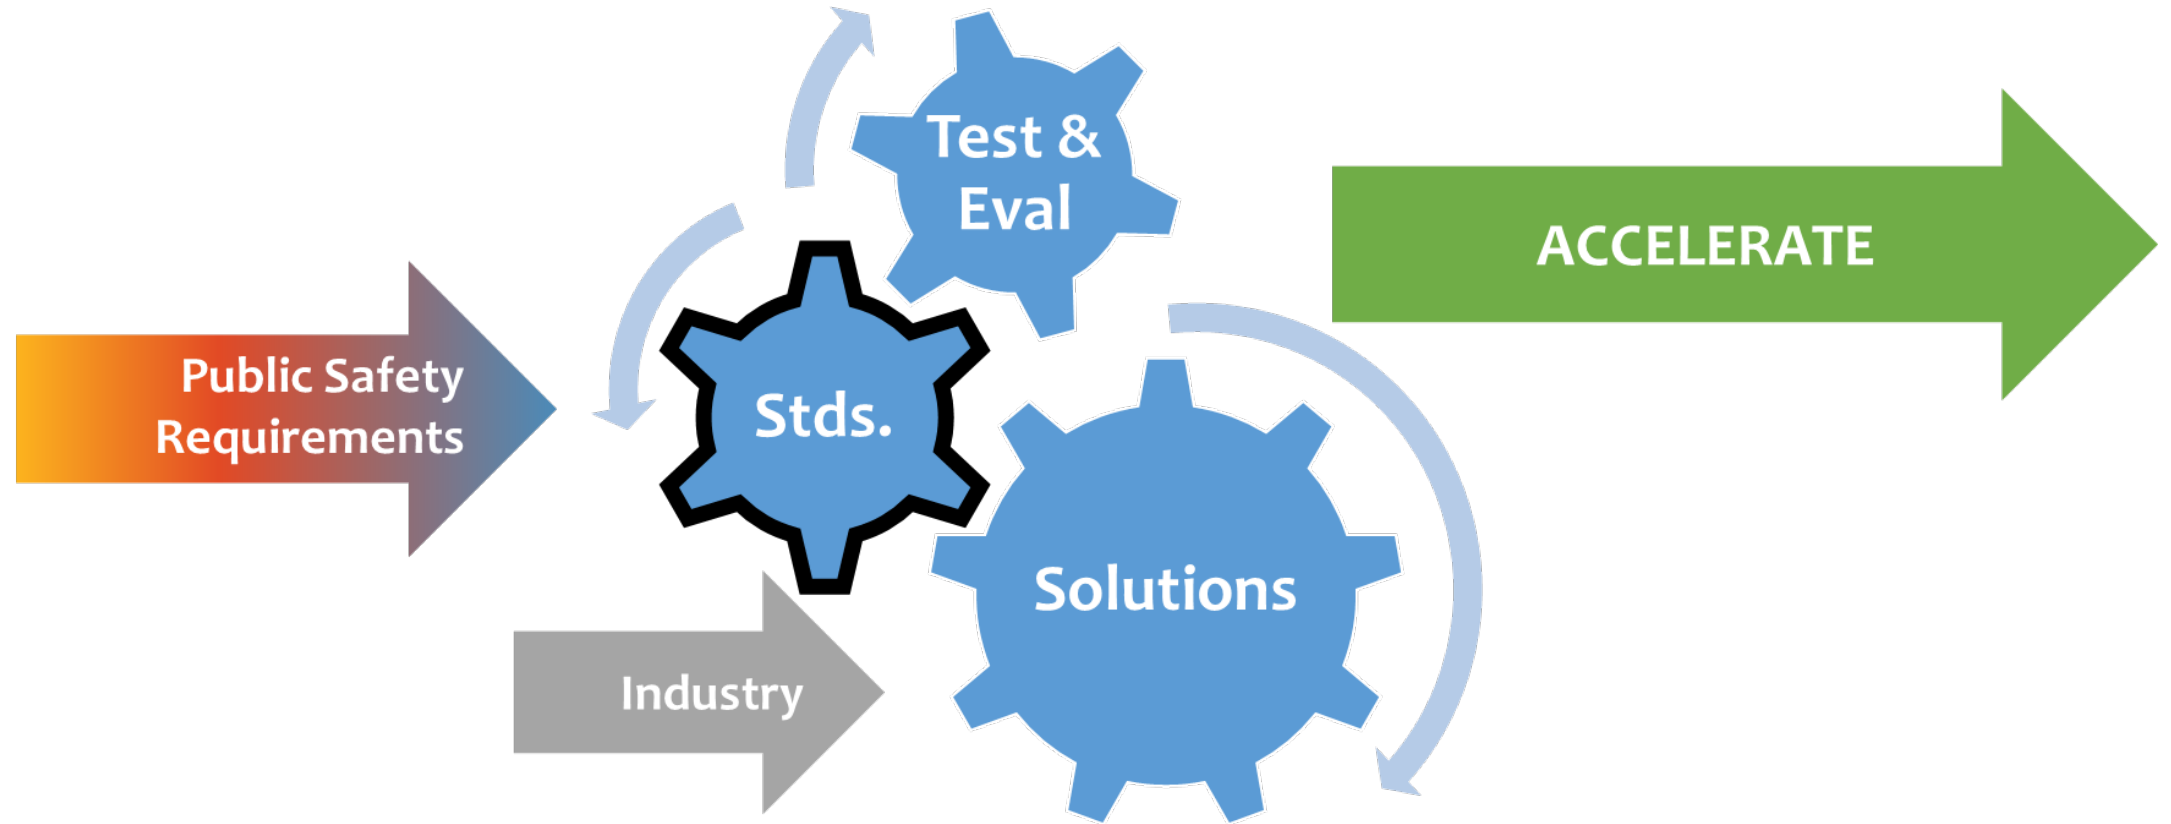 Public Safety
Requirements
Industry
Stds.
Test &
Eval
Solutions
ACCELERATE